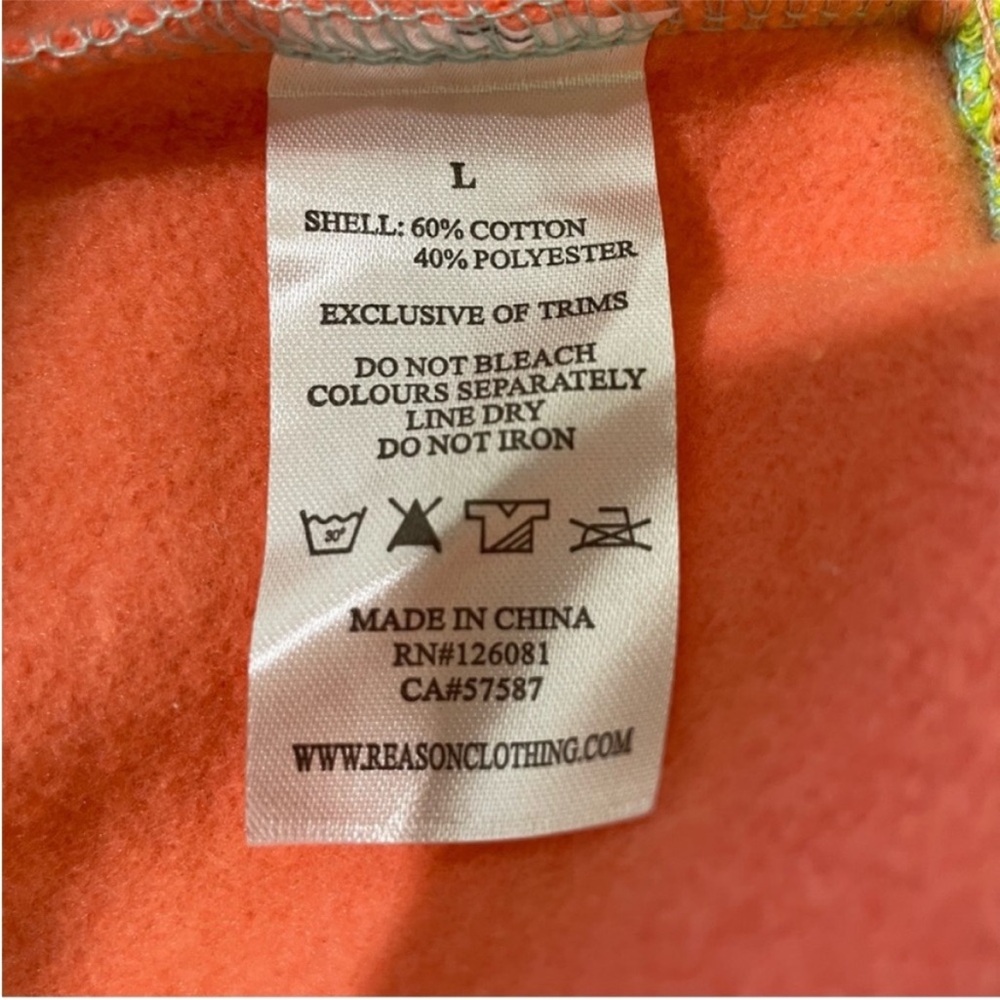 L
SHELL: 60% COTTON
40% POLYESTER
EXCLUSIVE OF TRIMS
DO NOT BLEACH
COLOURS SEPARATELY
LINE DRY
DO NOT IRON
30°
MADE IN CHINA
RN#126081
CA#57587
WWW.REASONCLOTHING.COM